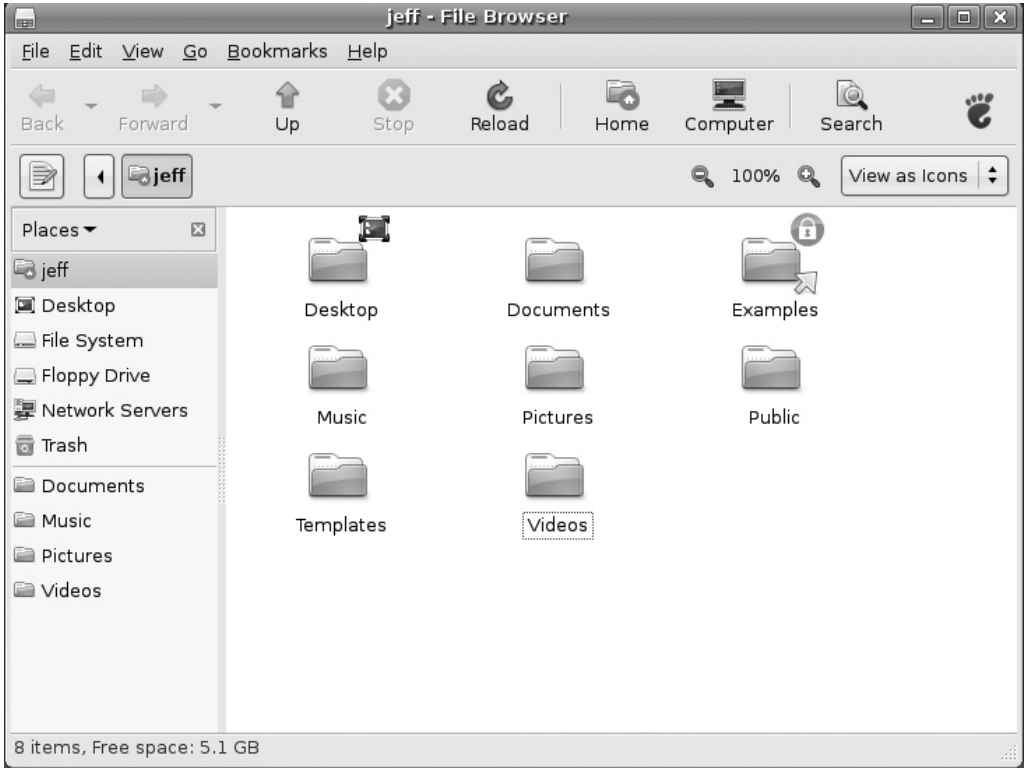 jeff - File Browser
File Edit View Go Bookmarks Help
Back Forward Up Stop Reload Home Computer Search
jeff 100% View as Icons
Places
jeff
Desktop
File System
Floppy Drive
Network Servers
Trash
Documents
Music
Pictures
Videos
Desktop Documents Examples
Music Pictures Public
Templates Videos
8 items, Free space: 5.1 GB